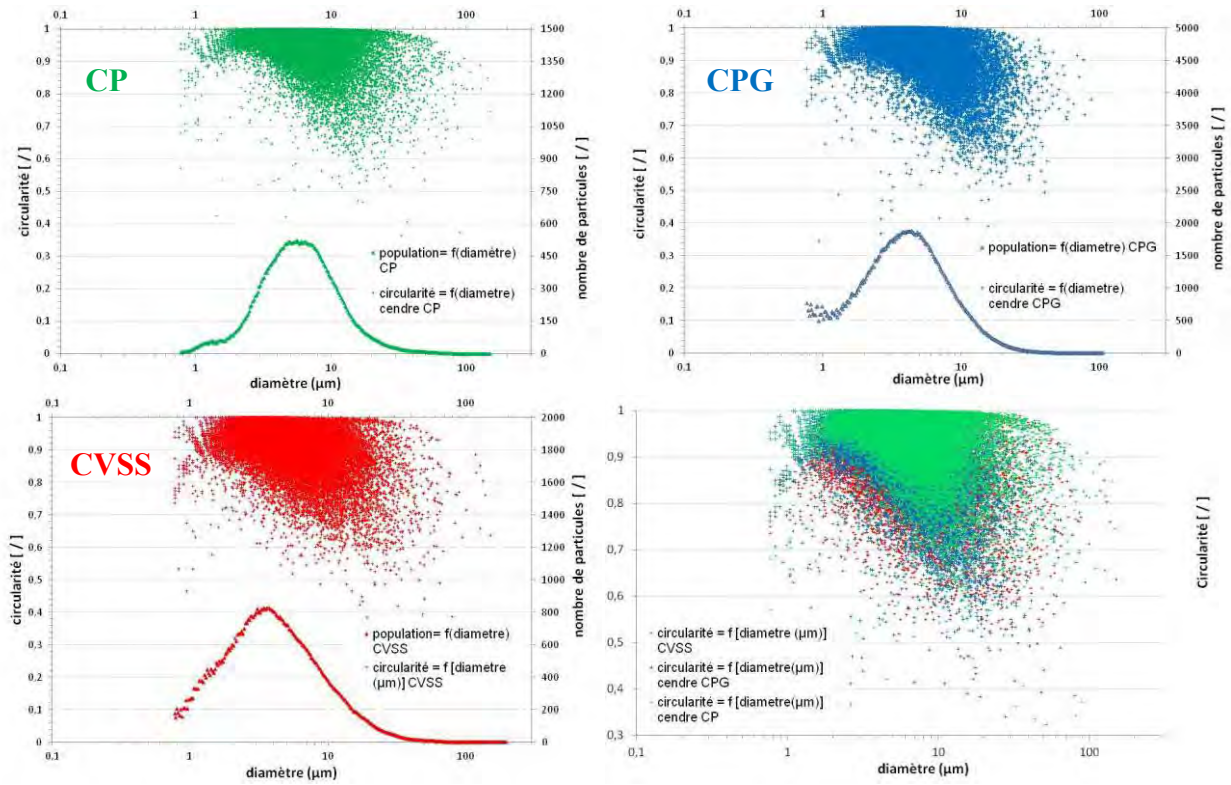 0,1 1 10 100
1 1500
0,9 1350
CP
0,8 1200
0,7 1050
0,6 900
0,5 750
0,4 600
0,3 450
0,2 300
0,1 150
0 0
circularité [ / ]
nombre de particules [ / ]
population= f(diamètre)
CP
circularité = f(diametre)
cendre CP
0,1 1 10 100
diamètre (µm)
0,1 1 10 100
1 5000
0,9 4500
CPG
0,8 4000
0,7 3500
0,6 3000
0,5 2500
0,4 2000
0,3 1500
0,2 1000
0,1 500
0 0
circularité [ / ]
nombre de particules [ / ]
population= f(diametre) CPG
circularité = f(diametre)
cendre CPG
0,1 1 10 100
diamètre (µm)
0,1 1 10 100
1 2000
0,9 1800
CVSS
0,8 1600
0,7 1400
0,6 1200
0,5 1000
0,4 800
0,3 600
0,2 400
0,1 200
0 0
circularité [ / ]
nombre de particules [ / ]
population= f(diametre)
CVSS
circularité = f [diametre
(µm)] CVSS
0,1 1 10 100
diamètre (µm)
1
0,9
0,8
0,7
0,6
0,5
0,4
0,3
Circularité [ / ]
circularité = f [diametre (µm)]
CVSS
circularité = f [diametre(µm)]
cendre CPG
circularité = f [diametre(µm)]
cendre CP
0,1 1 10 100
diamètre (µm)